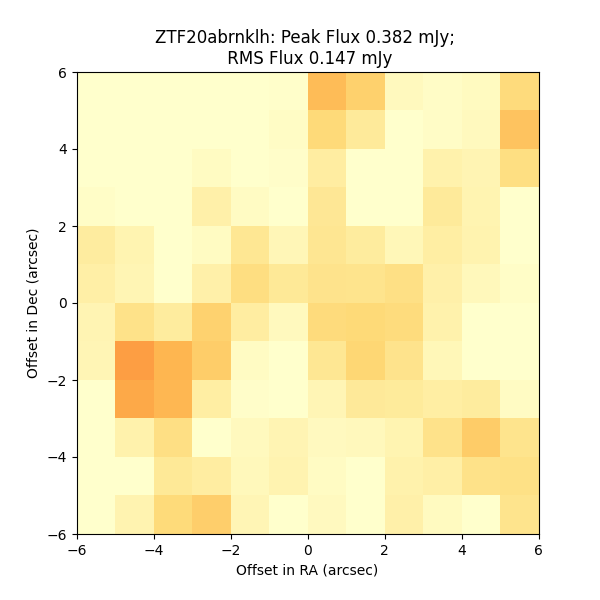 ZTF20abrnklh: Peak Flux 0.382 mJy;
RMS Flux 0.147 mJy
6
4
2
0
−2
−4
−6
Offset in Dec (arcsec)
−6 −4 −2 0 2 4 6
Offset in RA (arcsec)